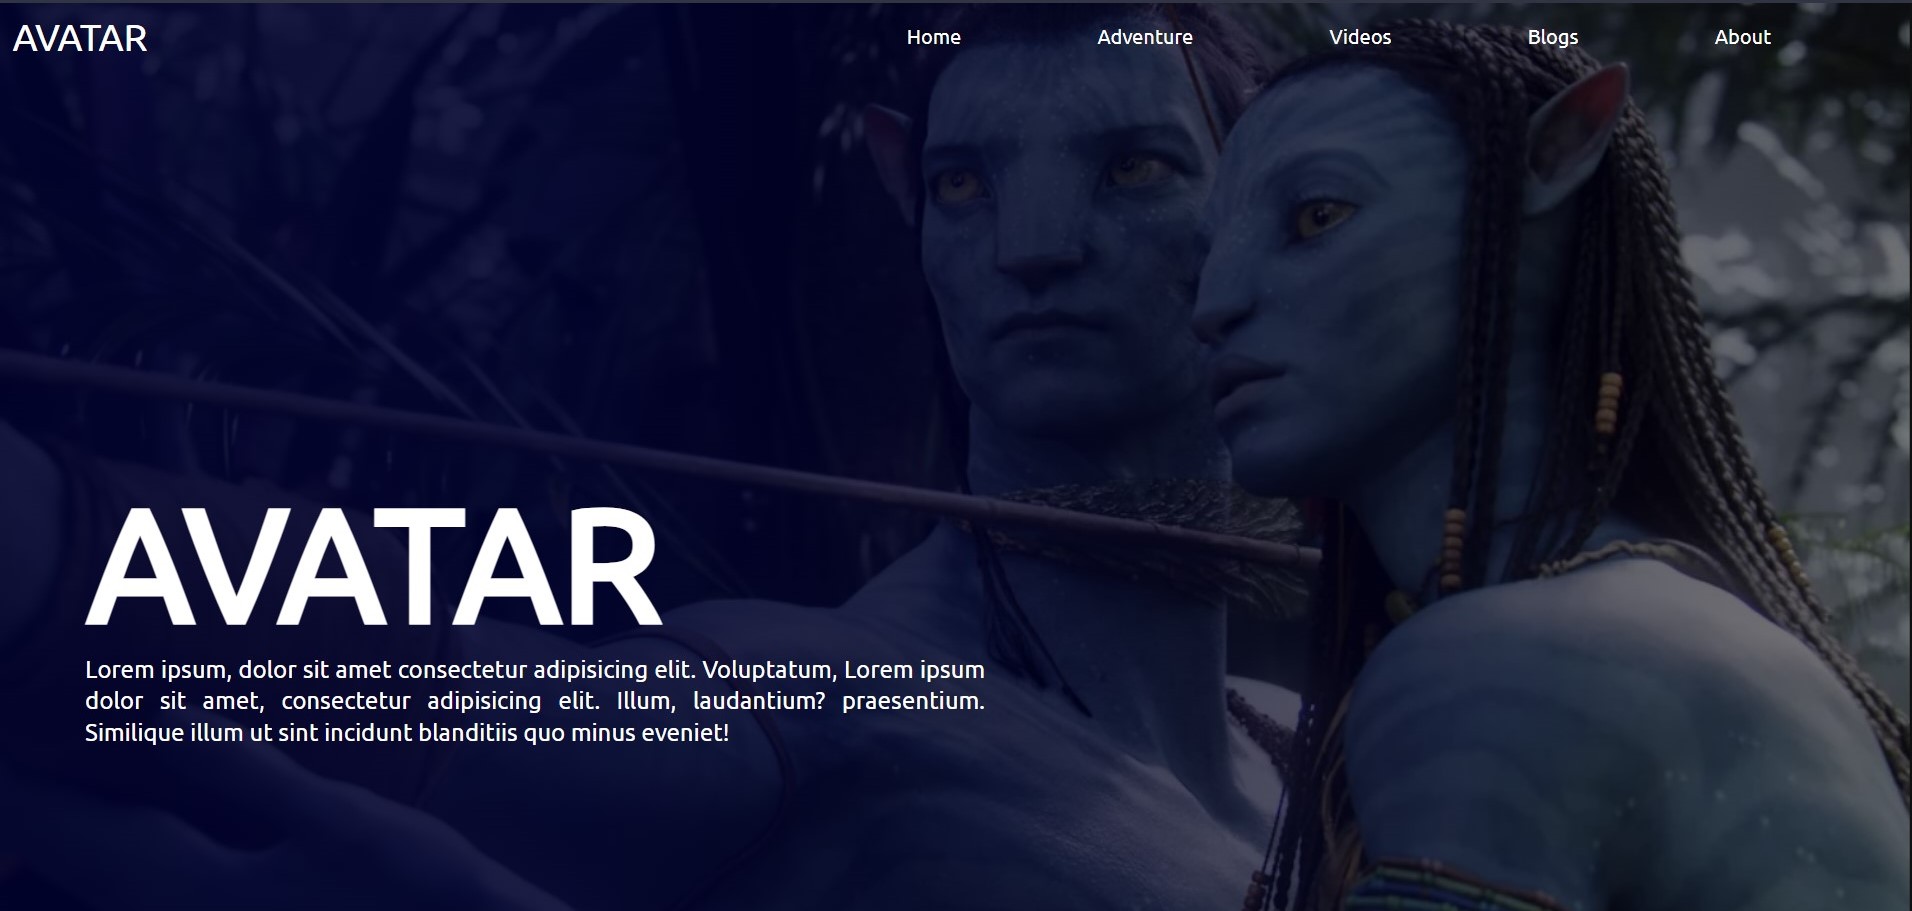 AVATAR
Home
Adventure
Videos
Blogs
About
AVATAR
Lorem ipsum, dolor sit amet consectetur adipisicing elit. Voluptatum, Lorem ipsum
dolor sit amet, consectetur adipisicing elit. Illum, laudantium? praesentium.
Similique illum ut sint incidunt blanditiis quo minus eveniet!